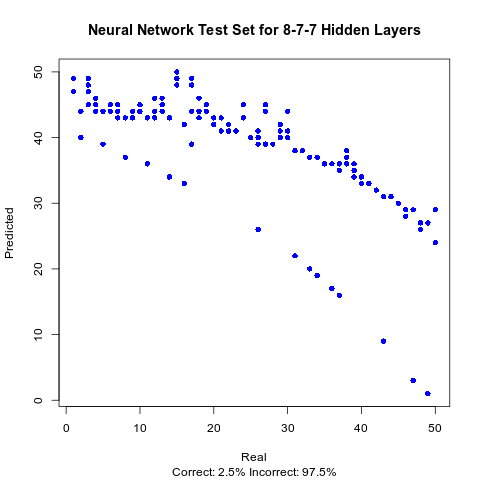 Neural Network Test Set for 8-7-7 Hidden Layers
50
40
30
20
10
0
Predicted
0 10 20 30 40 50
Real
Correct: 2.5% Incorrect: 97.5%